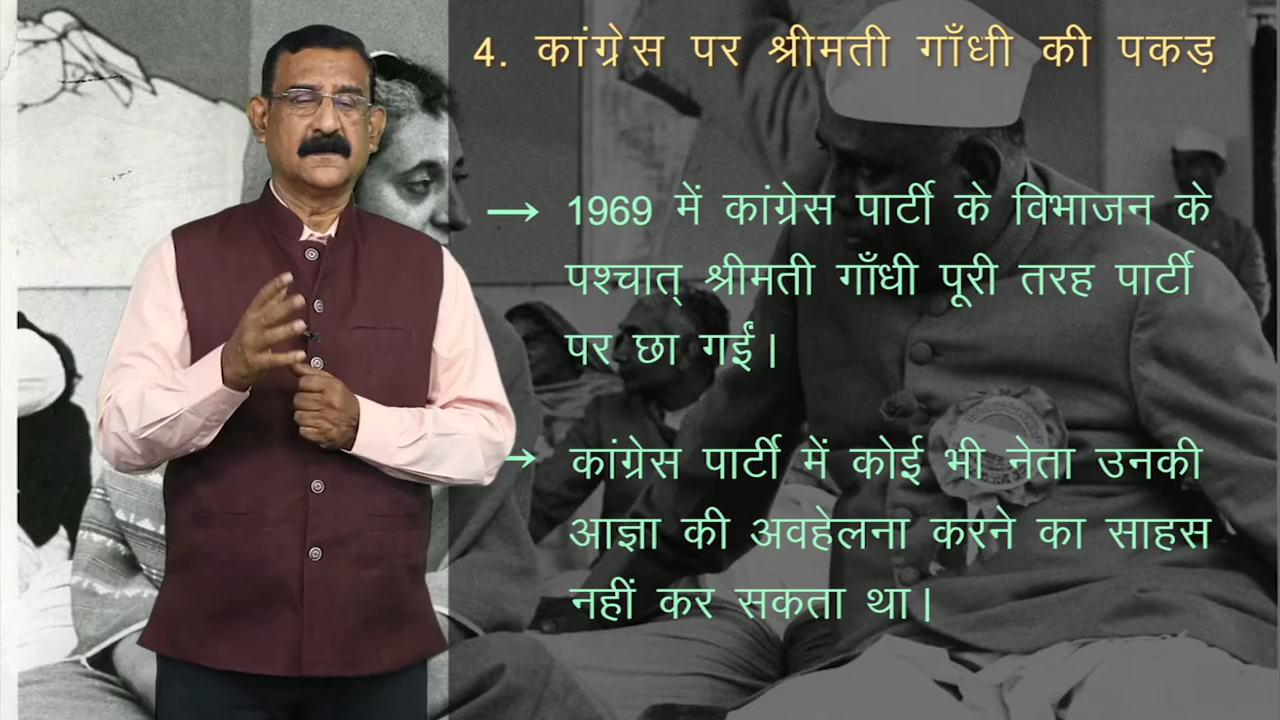 4. कांग्रेस पर श्रीमती गाँधी की पकड़
→ 1969 में कांग्रेस पार्टी के विभाजन के
पश्चात् श्रीमती गाँधी पूरी तरह पार्टी
पर छा गईं।
→ कांग्रेस पार्टी में कोई भी नेता उनकी
आज्ञा की अवहेलना करने का साहस
नहीं कर सकता था।